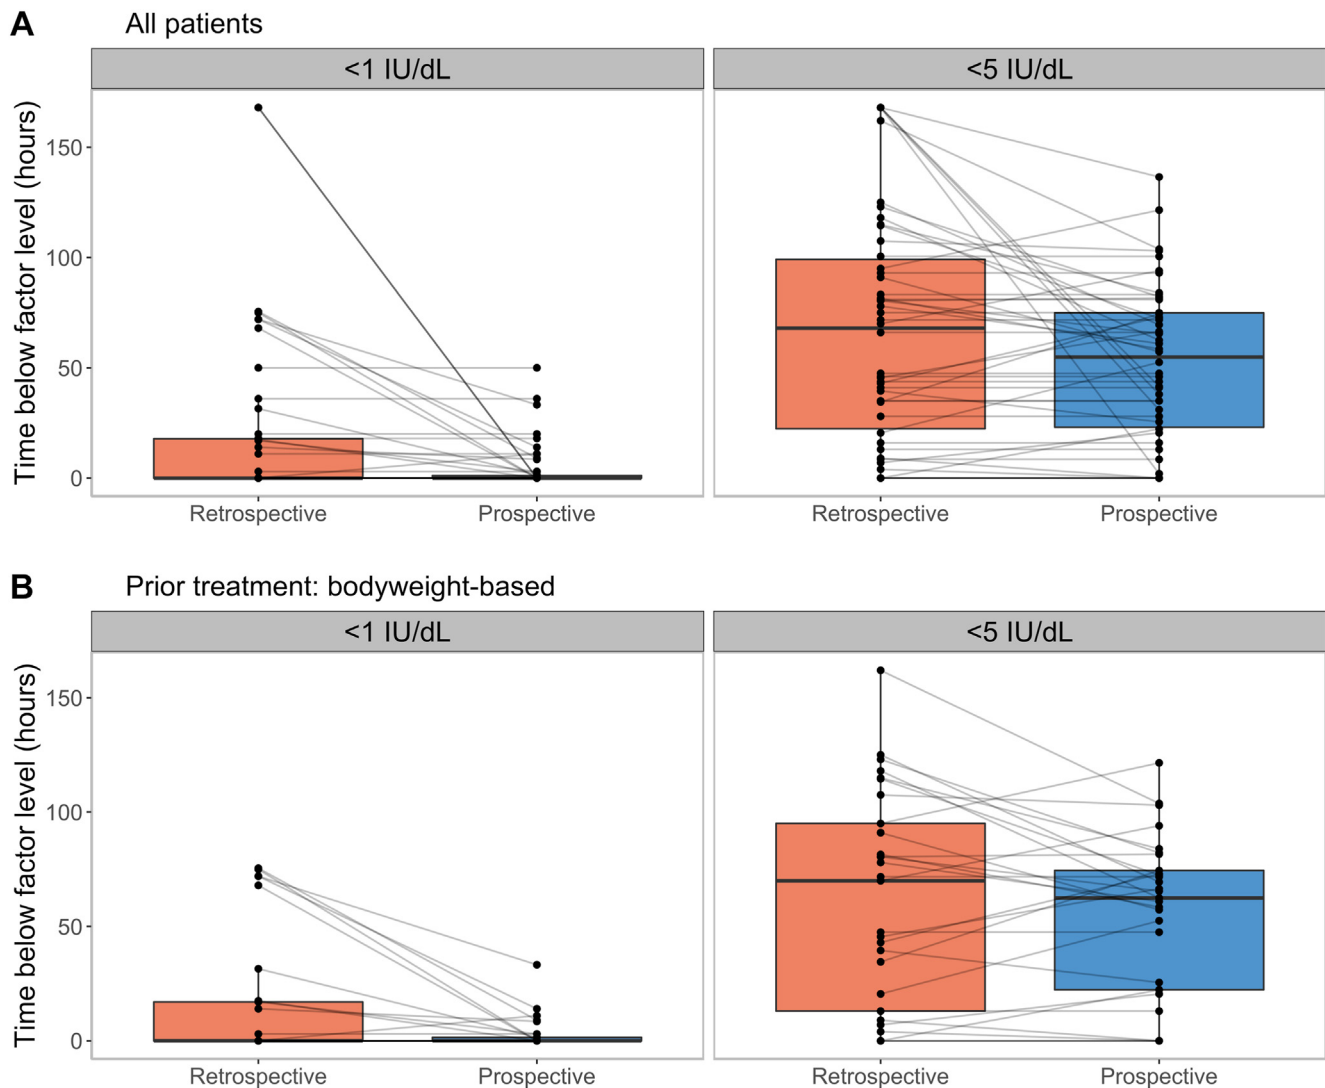 A All patients
<1 IU/dL <5 IU/dL
Time below factor level (hours)
150
100
50
0
Retrospective Prospective Retrospective Prospective
B Prior treatment: bodyweight-based
<1 IU/dL <5 IU/dL
Time below factor level (hours)
150
100
50
0
Retrospective Prospective Retrospective Prospective